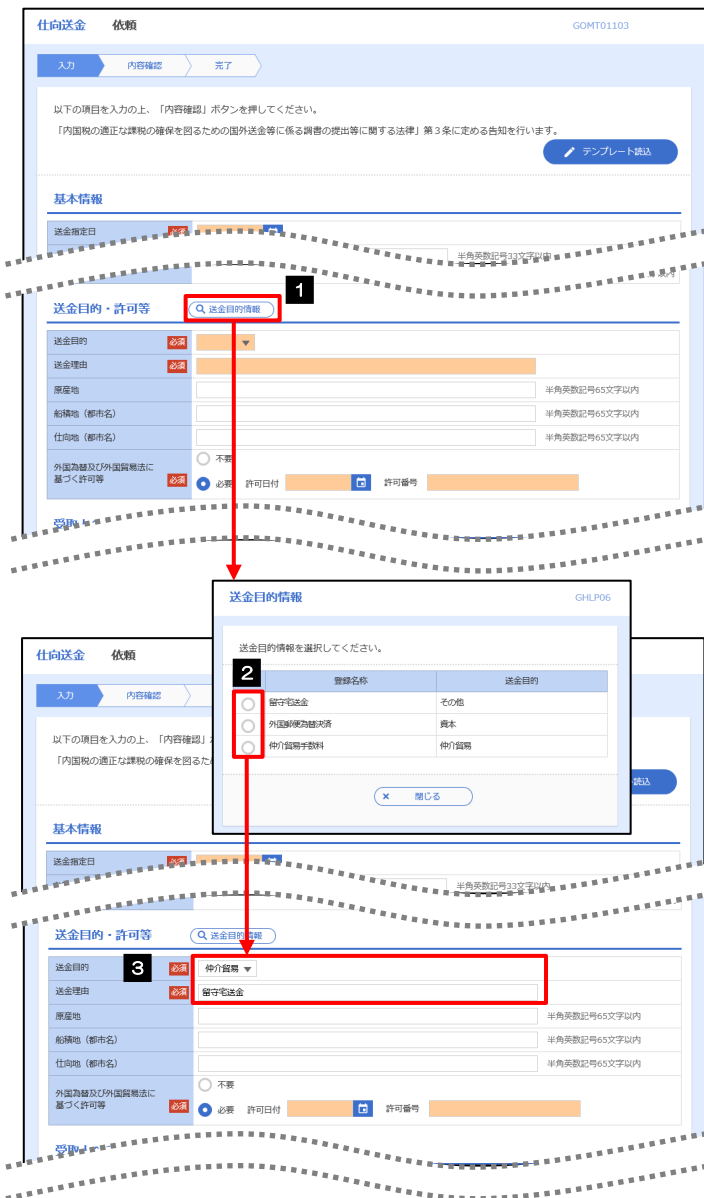 仕向送金 依頼 GOMT01103
入力 内容確認 完了
以下の項目を入力の上、「内容確認」ボタンを押してください。
「内国税の適正な課税の確保を図るための国外送金等に係る調書の提出等に関する法律」第3条に定める告知を行います。
テンプレート読込
基本情報
送金指定日 必須
半角英数記号33文字以内
1
送金目的・許可等 送金目的情報
送金目的 必須
送金理由 必須
原産地 半角英数記号65文字以内
船積地（都市名） 半角英数記号65文字以内
仕向地（都市名） 半角英数記号65文字以内
不要
外国為替及び外国貿易法に
基づく許可等 必須 必要 許可日付 許可番号
送金目的情報 GHLP06
送金目的情報を選択してください。
2
登録名称 送金目的
留守宅送金 その他
外国郵便為替決済 資本
仲介貿易手数料 仲介貿易
× 閉じる
仕向送金 依頼
入力 内容確認
以下の項目を入力の上、「内容確認」
「内国税の適正な課税の確保を図るため
読込
基本情報
送金指定日 必須
半角英数記号33文字以内
送金目的・許可等 送金目的情報
3
送金目的 必須 仲介貿易
送金理由 必須 留守宅送金
原産地 半角英数記号65文字以内
船積地（都市名） 半角英数記号65文字以内
仕向地（都市名） 半角英数記号65文字以内
不要
外国為替及び外国貿易法に
基づく許可等 必須 必要 許可日付 許可番号